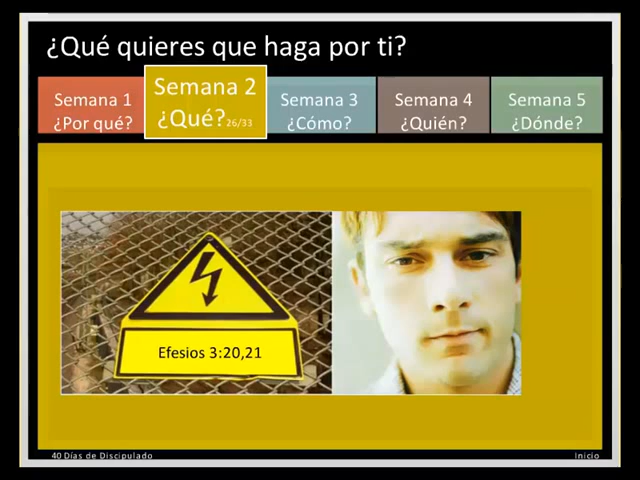 ¿Qué quieres que haga por ti?
Semana 1
¿Por qué?
Semana 2
¿Qué? 26/33
Semana 3
¿Cómo?
Semana 4
¿Quién?
Semana 5
¿Dónde?
Efesios 3:20,21
40 Días de Discipulado
Inicio